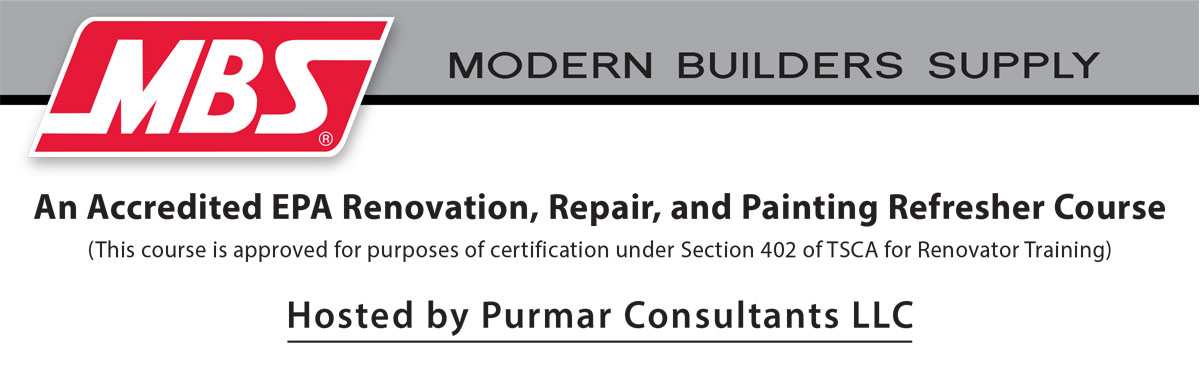 MBS®
MODERN BUILDERS SUPPLY
An Accredited EPA Renovation, Repair, and Painting Refresher Course
(This course is approved for purposes of certification under Section 402 of TSCA for Renovator Training)
Hosted by Purmar Consultants LLC